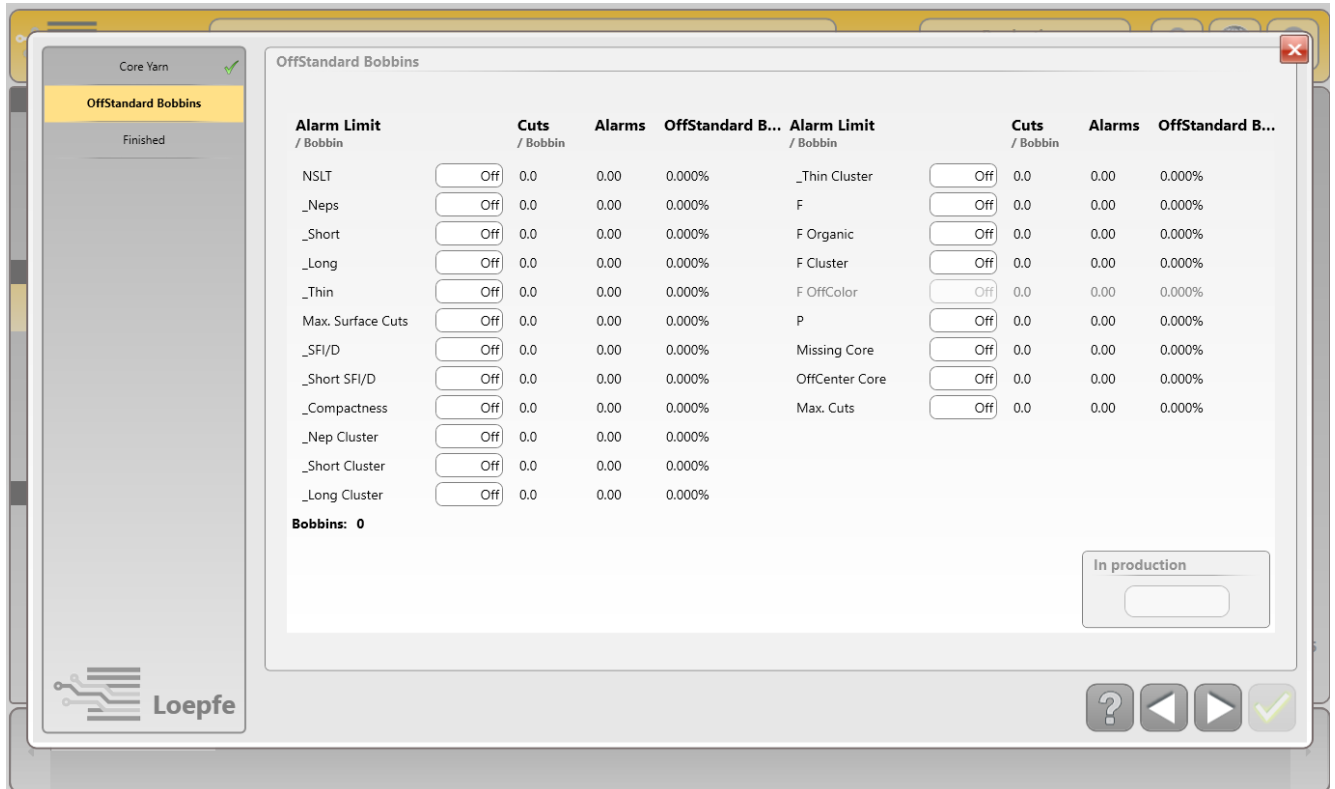 Core Yarn
OffStandard Bobbins
Finished
OffStandard Bobbins
Alarm Limit Cuts Alarms OffStandard B... Alarm Limit Cuts Alarms OffStandard B...
/ Bobbin / Bobbin / Bobbin / Bobbin
NSLT Off 0.0 0.00 0.000% _Thin Cluster Off 0.0 0.00 0.000%
_Neps Off 0.0 0.00 0.000% F Off 0.0 0.00 0.000%
_Short Off 0.0 0.00 0.000% F Organic Off 0.0 0.00 0.000%
_Long Off 0.0 0.00 0.000% F Cluster Off 0.0 0.00 0.000%
_Thin Off 0.0 0.00 0.000% F OffColor Off 0.0 0.00 0.000%
Max. Surface Cuts Off 0.0 0.00 0.000% P Off 0.0 0.00 0.000%
_SFI/D Off 0.0 0.00 0.000% Missing Core Off 0.0 0.00 0.000%
_Short SFI/D Off 0.0 0.00 0.000% OffCenter Core Off 0.0 0.00 0.000%
_Compactness Off 0.0 0.00 0.000% Max. Cuts Off 0.0 0.00 0.000%
_Nep Cluster Off 0.0 0.00 0.000%
_Short Cluster Off 0.0 0.00 0.000%
_Long Cluster Off 0.0 0.00 0.000%
Bobbins: 0
In production
Loepfe